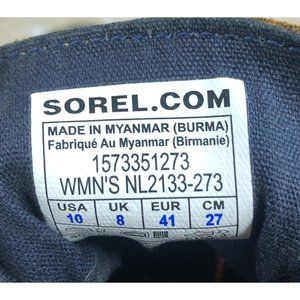 SOREL.COM
MADE IN MYANMAR (BURMA)
Fabriqué Au Myanmar (Birmanie)
1573351273
WMN'S NL2133-273
USA UK EUR CM
10 8 41 27